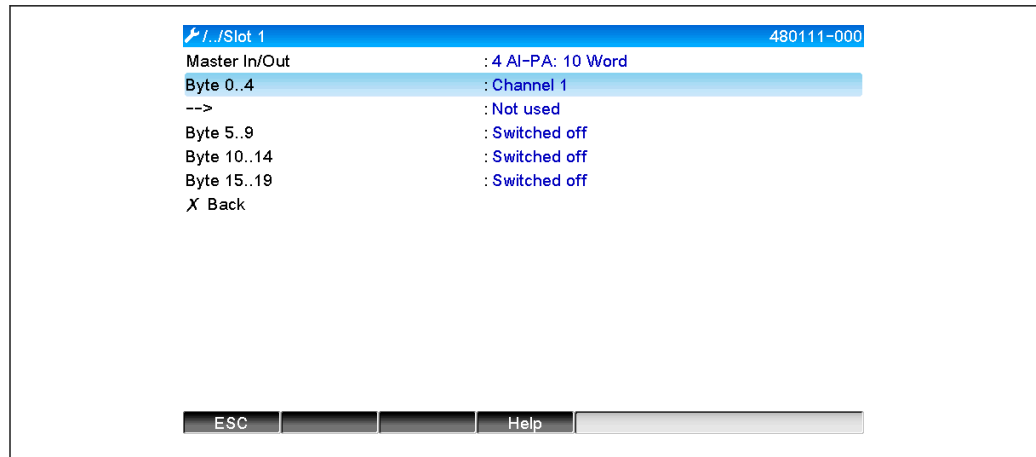 /../Slot 1 480111-000
Master In/Out : 4 AI-PA: 10 Word
Byte 0..4 : Channel 1
--> : Not used
Byte 5..9 : Switched off
Byte 10..14 : Switched off
Byte 15..19 : Switched off
X Back
ESC Help